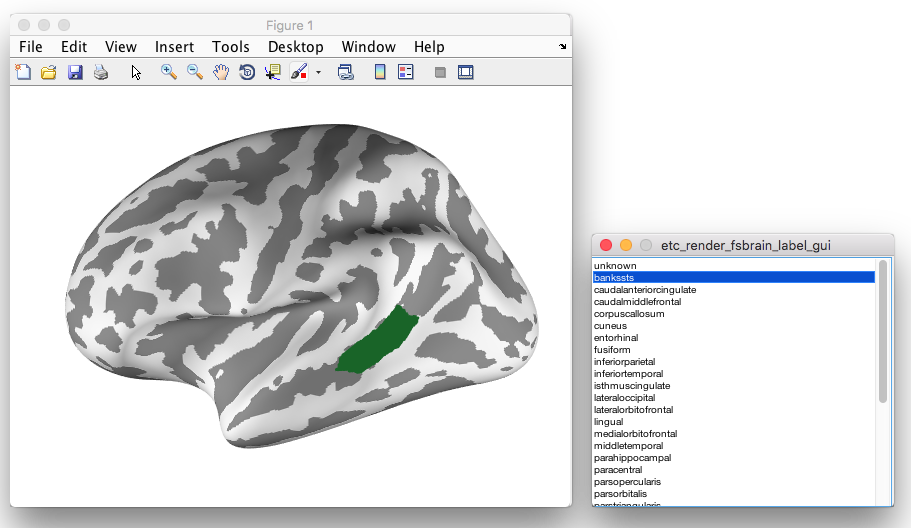 Figure 1
File Edit View Insert Tools Desktop Window Help
etc_render_fsbrain_label_gui
unknown
bankssts
caudalanteriorcingulate
caudalmiddlefrontal
corpuscallosum
cuneus
entorhinal
fusiform
inferiorparietal
inferiortemporal
isthmuscingulate
lateraloccipital
lateralorbitofrontal
lingual
medialorbitofrontal
middletemporal
parahippocampal
paracentral
parsopercularis
parsorbitalis
parstriangularis